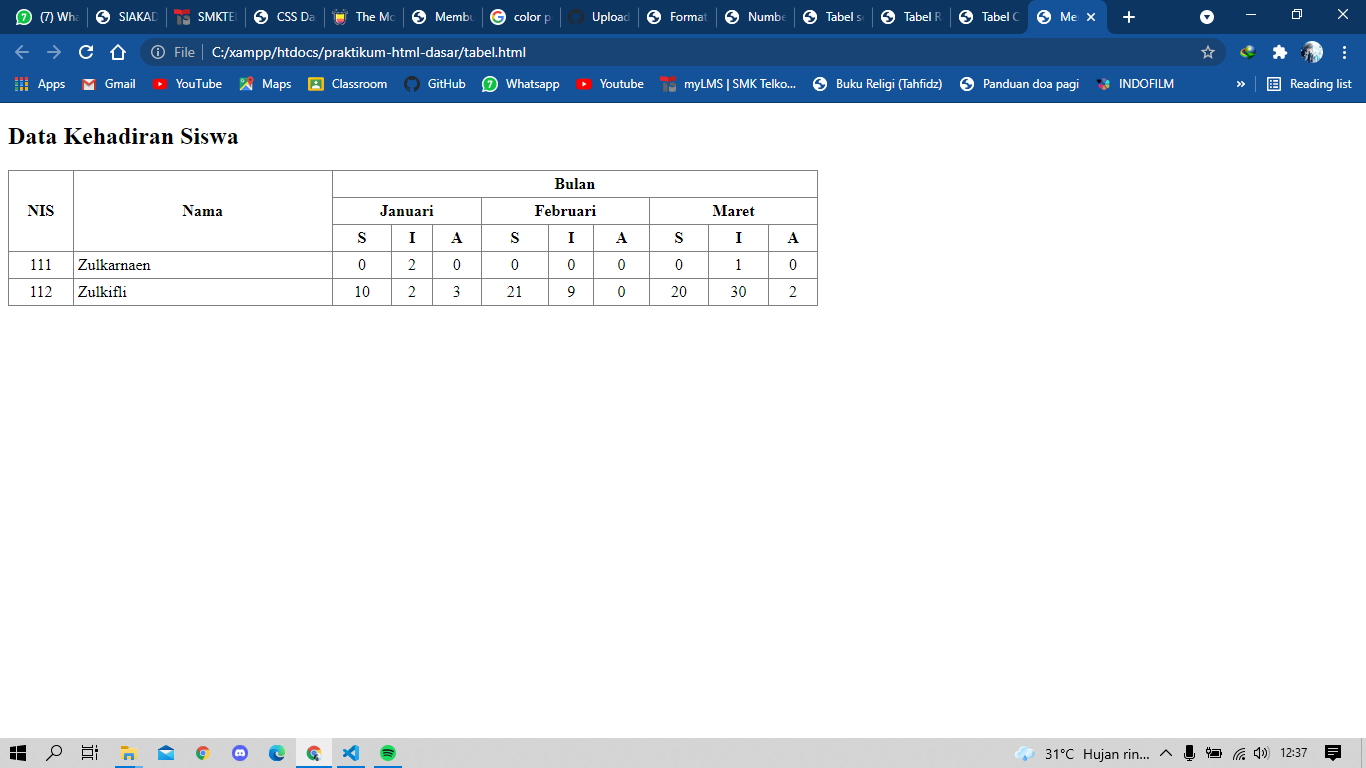 (7) Wha SIAKAD SMKTE CSS Da The Mo Membu color p Upload Format Numbe Tabel se Tabel R Tabel C Me
File C:/xampp/htdocs/praktikum-html-dasar/tabel.html
Apps Gmail YouTube Maps Classroom GitHub Whatsapp Youtube myLMS | SMK Telko... Buku Religi (Tahfidz) Panduan doa pagi INDOFILM » Reading list
Data Kehadiran Siswa
NIS Nama Bulan
Januari Februari Maret
S I A S I A S I A
111 Zulkarnaen 0 2 0 0 0 0 0 1 0
112 Zulkifli 10 2 3 21 9 0 20 30 2
31°C Hujan rin... 12:37